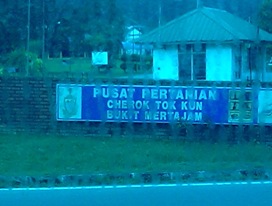 PUSAT PERTANIAN
CHEROK TOK KUN
BUKIT MERTAJAM